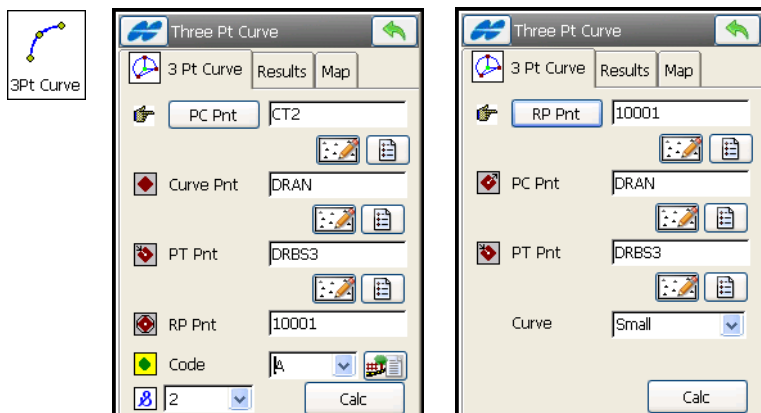 3Pt Curve
Three Pt Curve
3 Pt Curve Results Map
PC Pnt CT2
Curve Pnt DRAN
PT Pnt DRBS3
RP Pnt 10001
Code A
2 Calc
Three Pt Curve
3 Pt Curve Results Map
RP Pnt 10001
PC Pnt DRAN
PT Pnt DRBS3
Curve Small
Calc